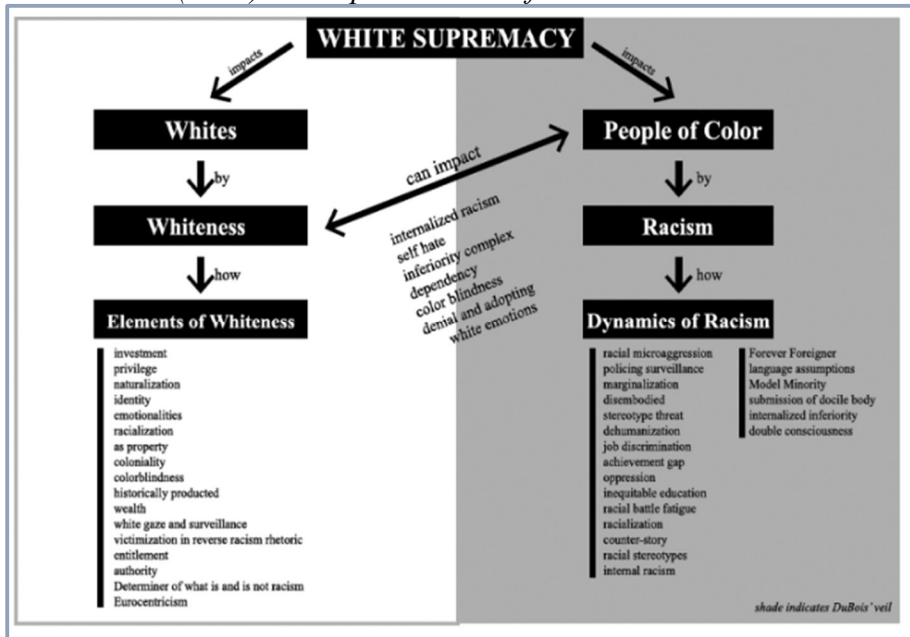 WHITE SUPREMACY
impacts
impacts
Whites
People of Color
by
can impact
by
Whiteness
Racism
internalized racism
self hate
inferiority complex
dependency
color blindness
denial and adopting
white emotions
how
how
Elements of Whiteness
Dynamics of Racism
investment
privilege
naturalization
identity
emotionalities
racialization
as property
coloniality
colorblindness
historically producted
wealth
white gaze and surveillance
victimization in reverse racism rhetoric
entitlement
authority
Determiner of what is and is not racism
Eurocentricism
racial microaggression
policing surveillance
marginalization
disembodied
stereotype threat
dehumanization
job discrimination
achievement gap
oppression
inequitable education
racial battle fatigue
racialization
counter-story
racial stereotypes
internal racism
Forever Foreigner
language assumptions
Model Minority
submission of docile body
internalized inferiority
double consciousness
shade indicates DuBois' veil